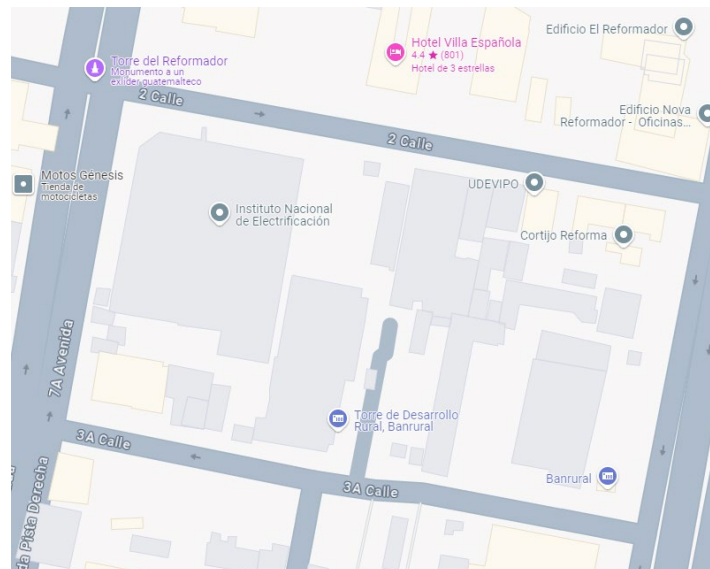 Edificio El Reformador
Hotel Villa Española
4.4 ★ (801)
Hotel de 3 estrellas
Torre del Reformador
Monumento a un
exlíder guatemalteco
2 Calle
Edificio Nova
Reformador - Oficinas...
2 Calle
Motos Génesis
Tienda de
motocicletas
UDEVIPO
Instituto Nacional
de Electrificación
Cortijo Reforma
7A Avenida
Torre de Desarrollo
Rural, Banrural
3A Calle
Banrural
3A Calle
da Pista Derecha